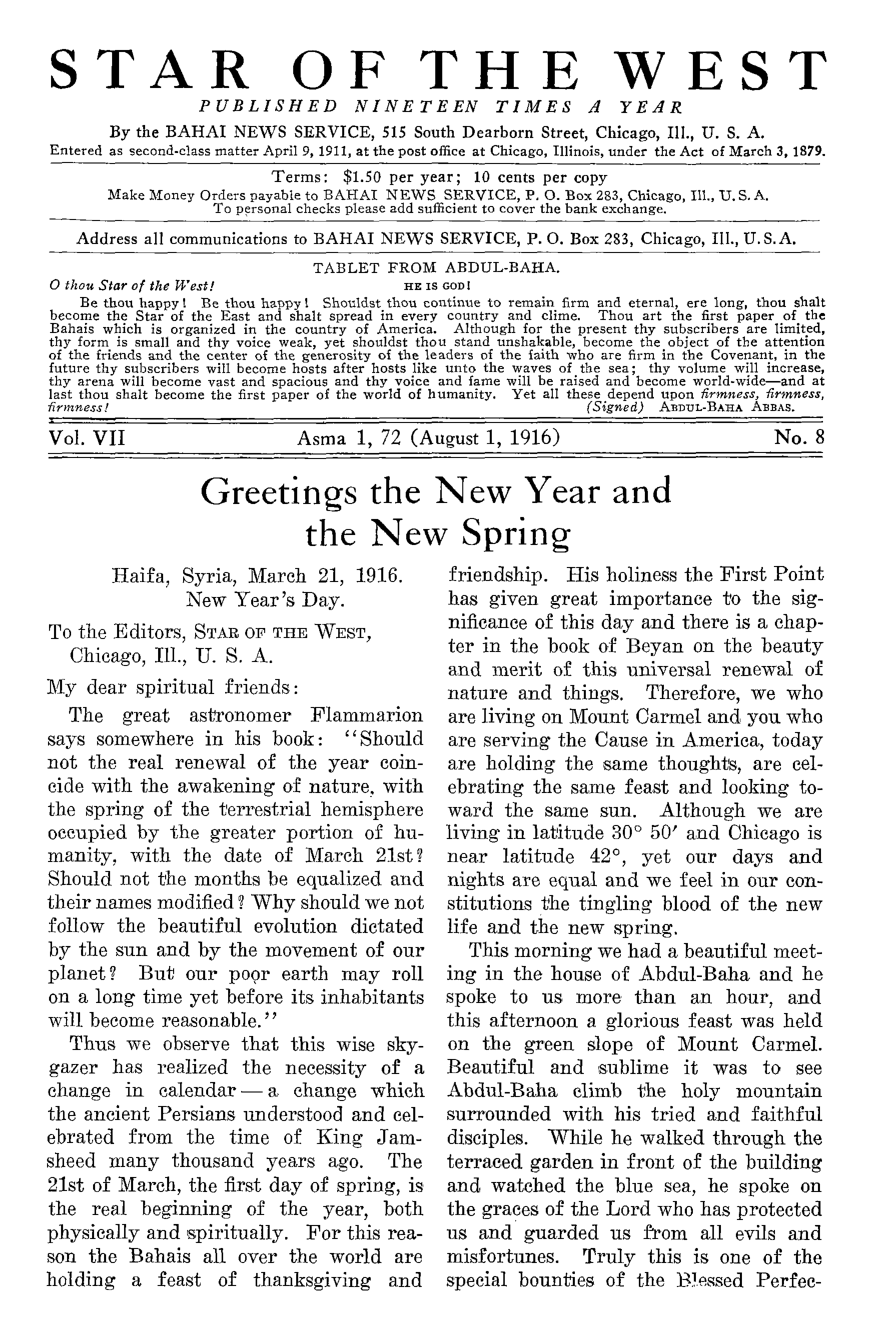 STAR OF THE WEST
PUBLISHED NINETEEN TIMES A YEAR
By the BAHAI NEWS SERVICE, 515 South Dearborn Street, Chicago, Ill., U. S. A.
Entered as second-class matter April 9, 1911, at the post office at Chicago, Illinois, under the Act of March 3, 1879.
Terms: $1.50 per year; 10 cents per copy
Make Money Orders payable to BAHAI NEWS SERVICE, P. O. Box 283, Chicago, Ill., U. S. A.
To personal checks please add sufficient to cover the bank exchange.
Address all communications to BAHAI NEWS SERVICE, P. O. Box 283, Chicago, Ill., U. S. A.
TABLET FROM ABDUL-BAHA.
O thou Star of the West! HE IS GOD!
Be thou happy! Be thou happy! Shouldst thou continue to remain firm and eternal, ere long, thou shalt
become the Star of the East and shalt spread in every country and clime. Thou art the first paper of the
Bahais which is organized in the country of America. Although for the present thy subscribers are limited,
thy form is small and thy voice weak, yet shouldst thou stand unshakable, become the object of the attention
of the friends and the center of the generosity of the leaders of the faith who are firm in the Covenant, in the
future thy subscribers will become hosts after hosts like unto the waves of the sea; thy volume will increase,
thy arena will become vast and spacious and thy voice and fame will be raised and become world-wide—and at
last thou shalt become the first paper of the world of humanity. Yet all these depend upon firmness, firmness,
firmness! (Signed) ABDUL-BAHA ABBAS.
Vol. VII Asma 1, 72 (August 1, 1916) No. 8
Greetings the New Year and
the New Spring
Haifa, Syria, March 21, 1916.
New Year's Day.
To the Editors, STAR OF THE WEST,
Chicago, Ill., U. S. A.
My dear spiritual friends:
The great astronomer Flammarion
says somewhere in his book: "Should
not the real renewal of the year coin-
cide with the awakening of nature, with
the spring of the terrestrial hemisphere
occupied by the greater portion of hu-
manity, with the date of March 21st?
Should not the months be equalized and
their names modified? Why should we not
follow the beautiful evolution dictated
by the sun and by the movement of our
planet? But our poor earth may roll
on a long time yet before its inhabitants
will become reasonable."
Thus we observe that this wise sky-
gazer has realized the necessity of a
change in calendar—a change which
the ancient Persians understood and cel-
ebrated from the time of King Jam-
sheed many thousand years ago. The
21st of March, the first day of spring, is
the real beginning of the year, both
physically and spiritually. For this rea-
son the Bahais all over the world are
holding a feast of thanksgiving and
friendship. His holiness the First Point
has given great importance to the sig-
nificance of this day and there is a chap-
ter in the book of Beyan on the beauty
and merit of this universal renewal of
nature and things. Therefore, we who
are living on Mount Carmel and you who
are serving the Cause in America, today
are holding the same thoughts, are cel-
ebrating the same feast and looking to-
ward the same sun. Although we are
living in latitude 30° 50′ and Chicago is
near latitude 42°, yet our days and
nights are equal and we feel in our con-
stitutions the tingling blood of the new
life and the new spring.
This morning we had a beautiful meet-
ing in the house of Abdul-Baha and he
spoke to us more than an hour, and
this afternoon a glorious feast was held
on the green slope of Mount Carmel.
Beautiful and sublime it was to see
Abdul-Baha climb the holy mountain
surrounded with his tried and faithful
disciples. While he walked through the
terraced garden in front of the building
and watched the blue sea, he spoke on
the graces of the Lord who has protected
us and guarded us from all evils and
misfortunes. Truly this is one of the
special bounties of the Blessed Perfec-